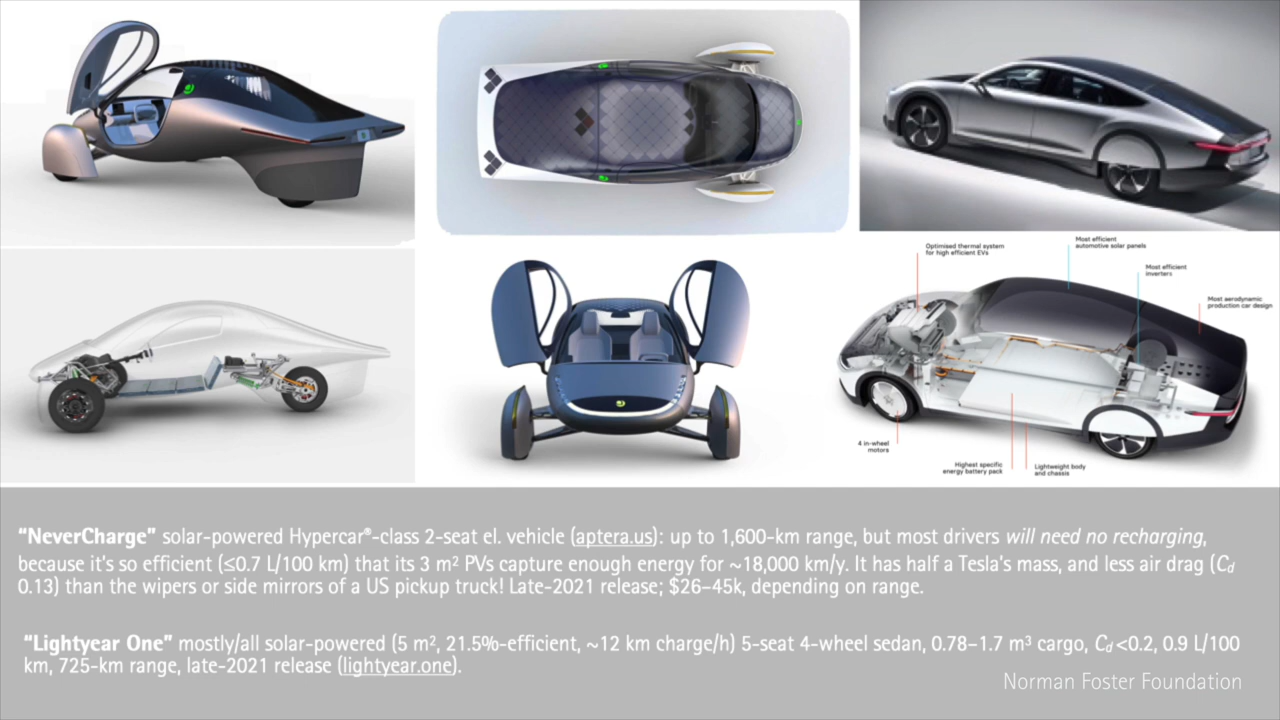 Optimised thermal system
for high efficient EVs
Most efficient
automotive solar panels
Most efficient
inverters
Most aerodynamic
production car design
4 in-wheel
motors
Highest specific
energy battery pack
Lightweight body
and chassis
“NeverCharge” solar-powered Hypercar®-class 2-seat el. vehicle (aptera.us): up to 1,600-km range, but most drivers will need no recharging,
because it’s so efficient (≤0.7 L/100 km) that its 3 m² PVs capture enough energy for ~18,000 km/y. It has half a Tesla’s mass, and less air drag (Cd
0.13) than the wipers or side mirrors of a US pickup truck! Late-2021 release; $26–45k, depending on range.
“Lightyear One” mostly/all solar-powered (5 m², 21.5%-efficient, ~12 km charge/h) 5-seat 4-wheel sedan, 0.78–1.7 m³ cargo, Cd <0.2, 0.9 L/100
km, 725-km range, late-2021 release (lightyear.one).
Norman Foster Foundation